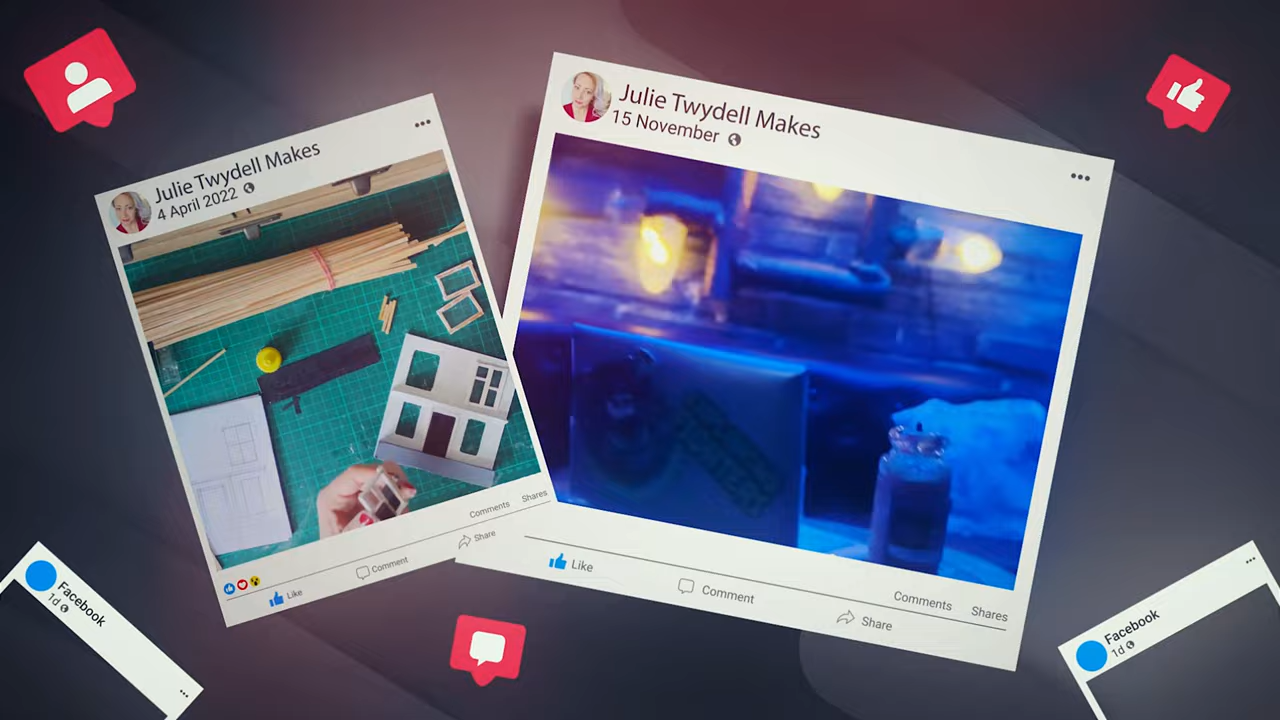 Julie Twydell Makes
4 April 2022
Comments
Shares
Like
Comment
Share
Julie Twydell Makes
15 November
Comments
Shares
Like
Comment
Share
Facebook
1d
Facebook
1d